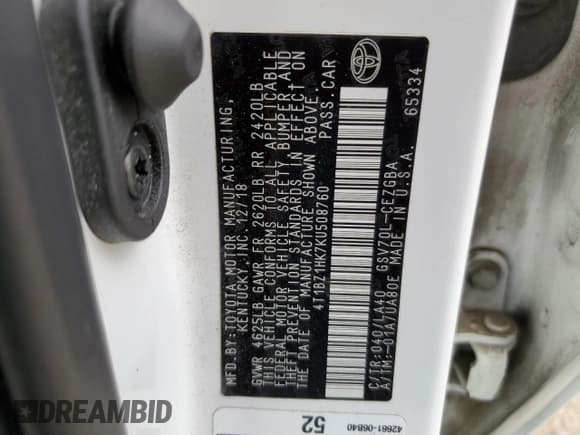 MFD.BY:TOYOTA MOTOR MANUFACTURING,
KENTUCKY,INC. 12/18
GVWR 4625LB GAWR FR 2620LB RR 2420LB
THIS VEHICLE CONFORMS TO ALL APPLICABLE
FEDERAL MOTOR VEHICLE SAFETY BUMPER,AND
THEFT PREVENTION STANDARDS IN EFFECT ON
THE DATE OF MANUFACTURE SHOWN ABOVE.
4T1BZ1HK7KU508760 PASS.CAR
C/TR:040/LA40 GSV70L-CEZGBA
A/TM:-01A/UA80E MADE IN U.S.A.
65334
42661-06B40
52
DREAMBID